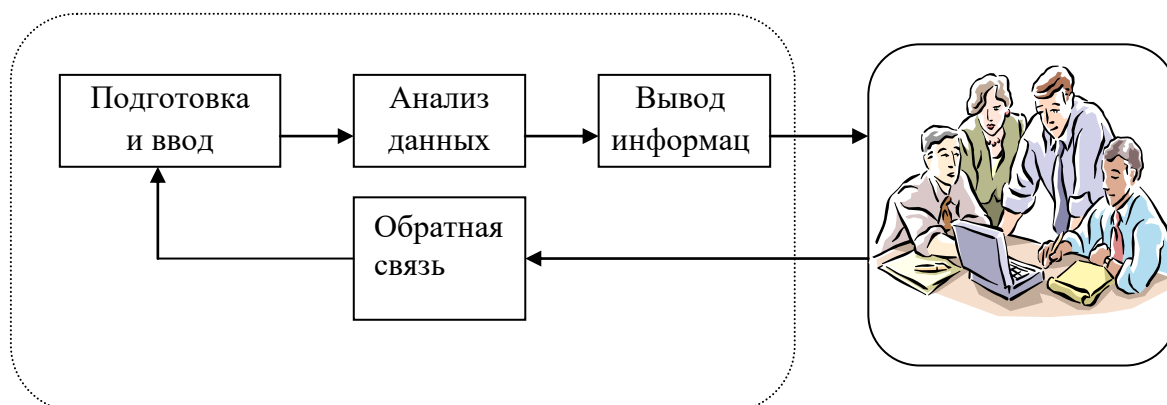 Подготовка
и ввод
Анализ
данных
Вывод
информац
Обратная
связь